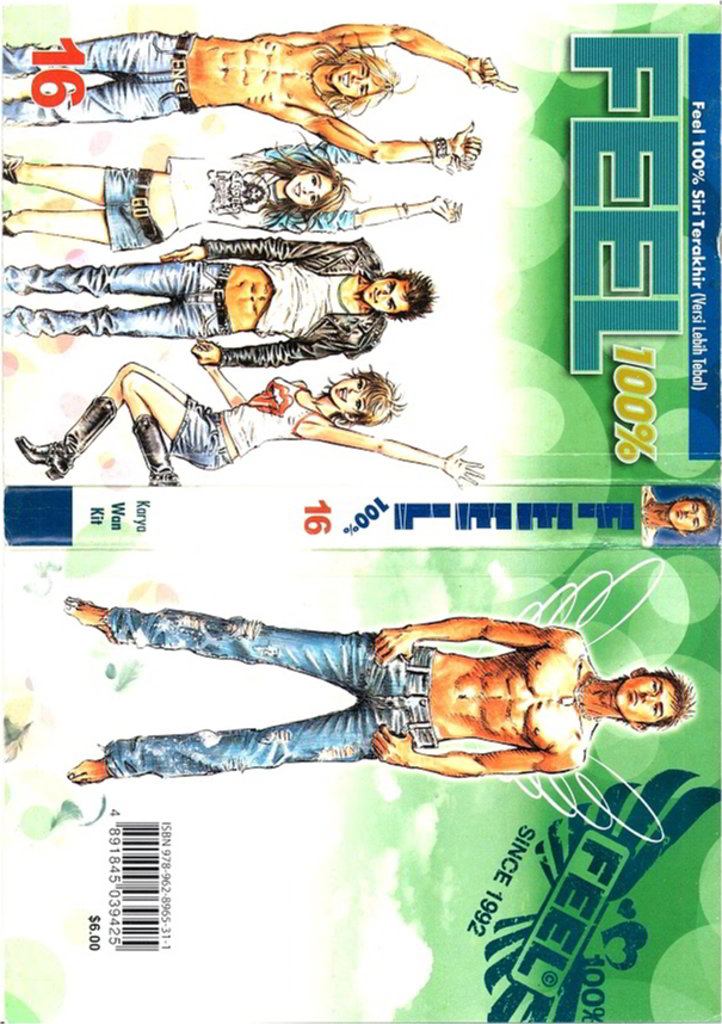 Feel 100% Siri Terakhir (Versi Lebih Tebal)
FEEL
100%
16
FEEL
100%
16
Karya
Wan
Kit
FEEL
100%
©
SINCE 1992
ISBN 978-962-8965-31-1
4 891845 039425
$6.00